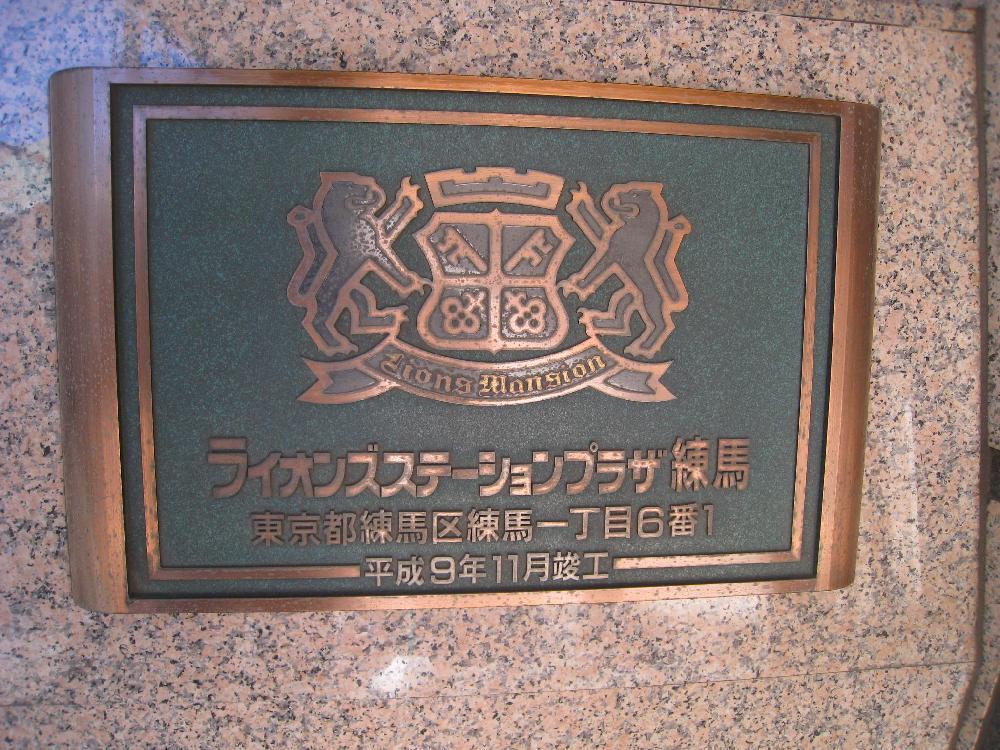 Lions Mansion
ライオンズステーションプラザ練馬
東京都練馬区練馬一丁目6番1
平成9年11月竣工